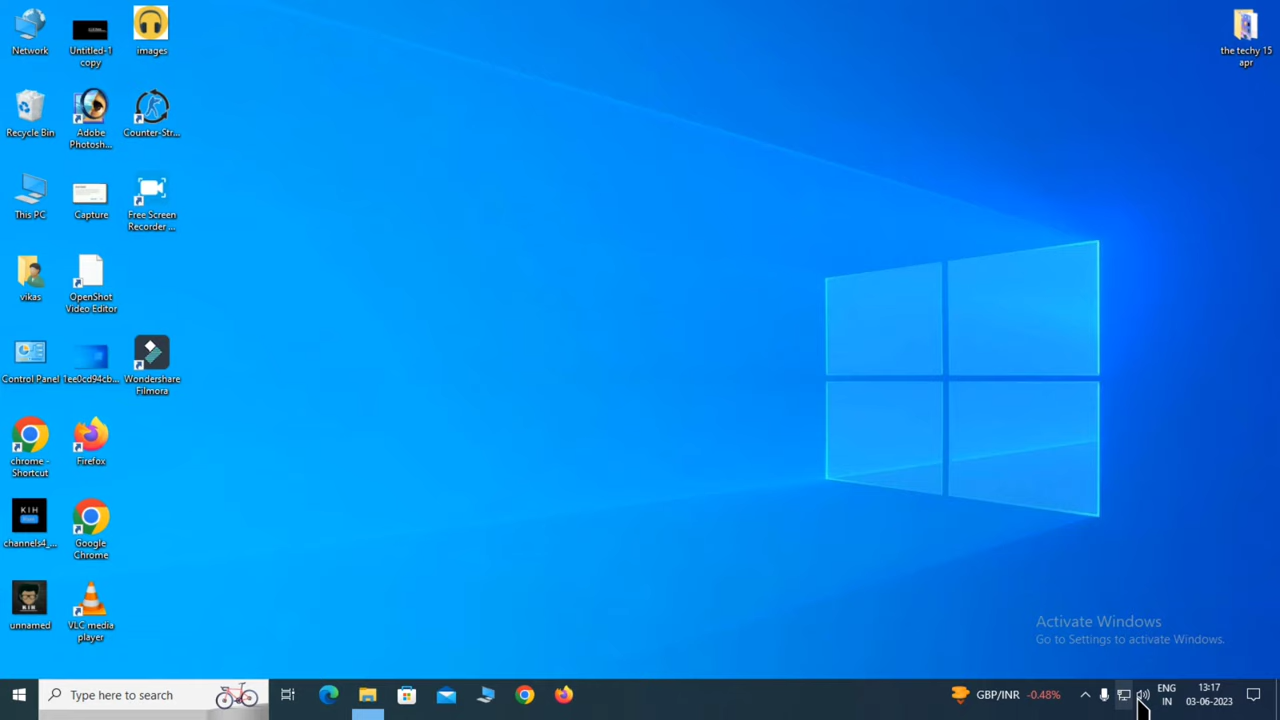 Network
Untitled-1
copy
images
the techy 15
apr
Recycle Bin
Adobe
Photosh...
Counter-Str...
This PC
Capture
Free Screen
Recorder ...
vikas
OpenShot
Video Editor
Control Panel
1ee0cd94cb...
Wondershare
Filmora
chrome -
Shortcut
Firefox
KIH
channels4_...
Google
Chrome
KIH
unnamed
VLC media
player
Activate Windows
Go to Settings to activate Windows.
Type here to search
GBP/INR -0.48%
ENG
IN
13:17
03-06-2023